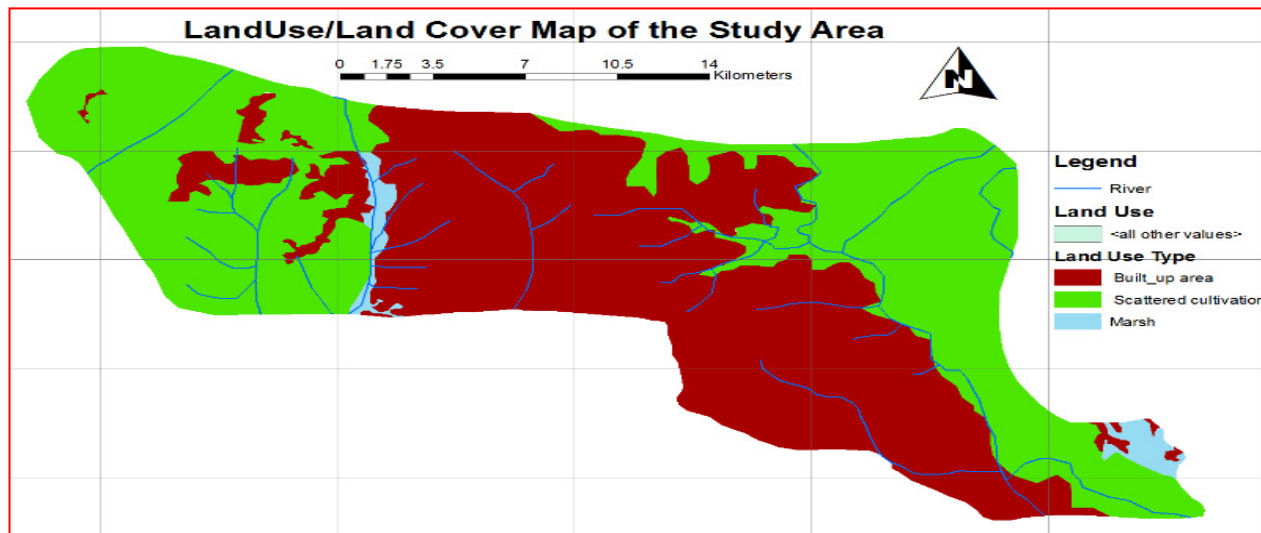 LandUse/Land Cover Map of the Study Area
0 1.75 3.5 7 10.5 14
Kilometers
N
Legend
River
Land Use
<all other values>
Land Use Type
Built_up area
Scattered cultivation
Marsh